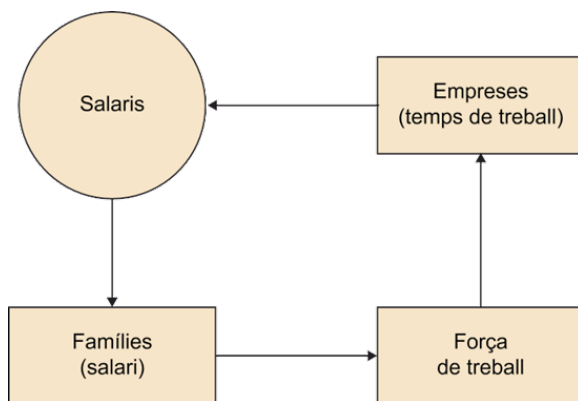 Salaris
Empreses
(temps de treball)
Famílies
(salari)
Força
de treball